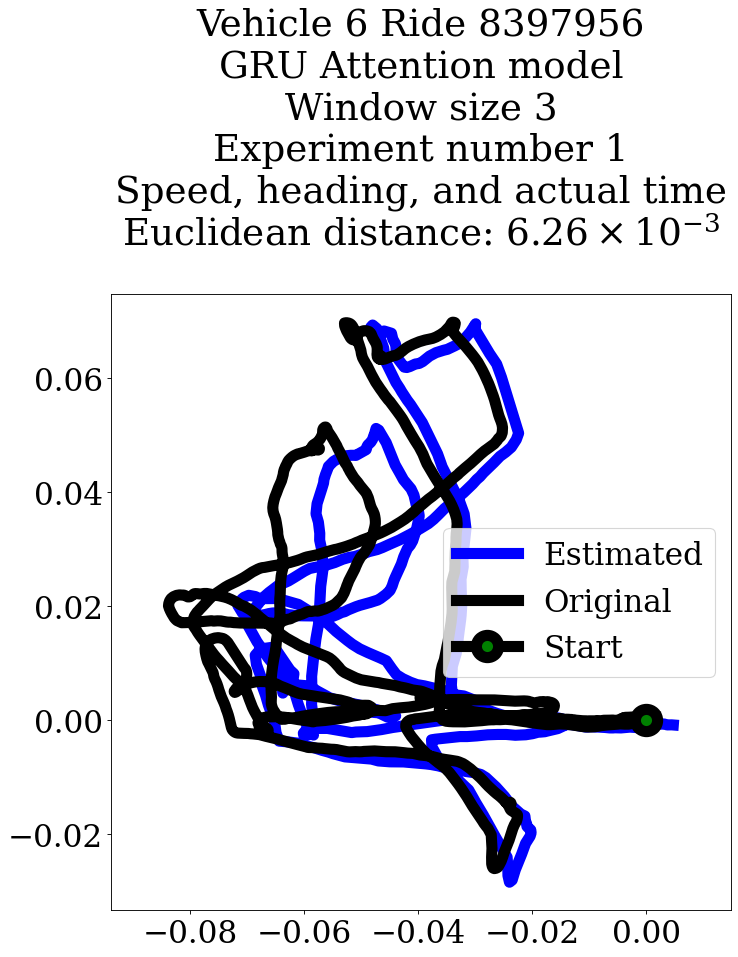 Vehicle 6 Ride 8397956
GRU Attention model
Window size 3
Experiment number 1
Speed, heading, and actual time
Euclidean distance: 6.26 × 10⁻³
0.06
0.04
0.02
0.00
−0.02
Estimated
Original
Start
−0.08 −0.06 −0.04 −0.02 0.00